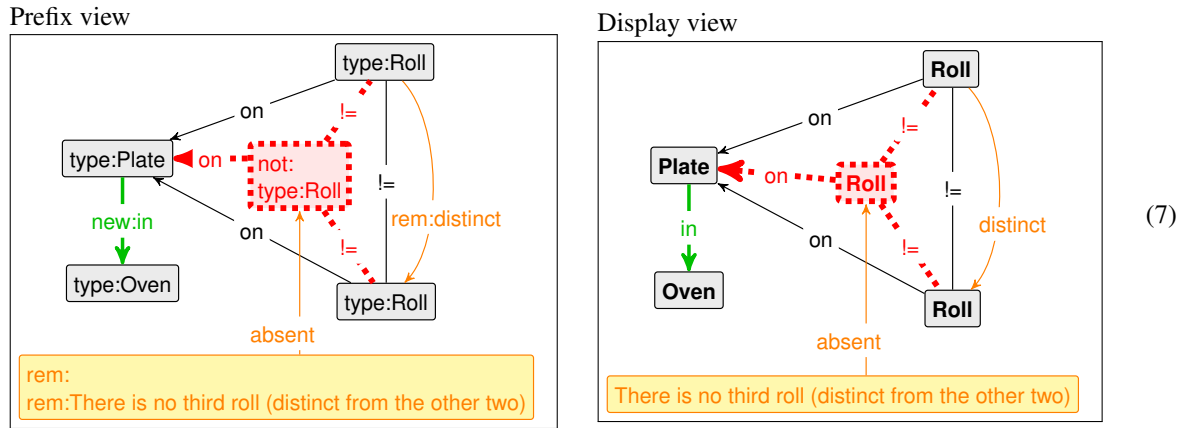 Prefix view
type:Roll
on
!=
type:Plate
on
not:
type:Roll
!=
new:in
rem:distinct
on
!=
type:Oven
type:Roll
absent
rem:
rem:There is no third roll (distinct from the other two)
Display view
Roll
on
!=
Plate
on
Roll
!=
in
distinct
on
!=
Oven
Roll
absent
There is no third roll (distinct from the other two)
(7)